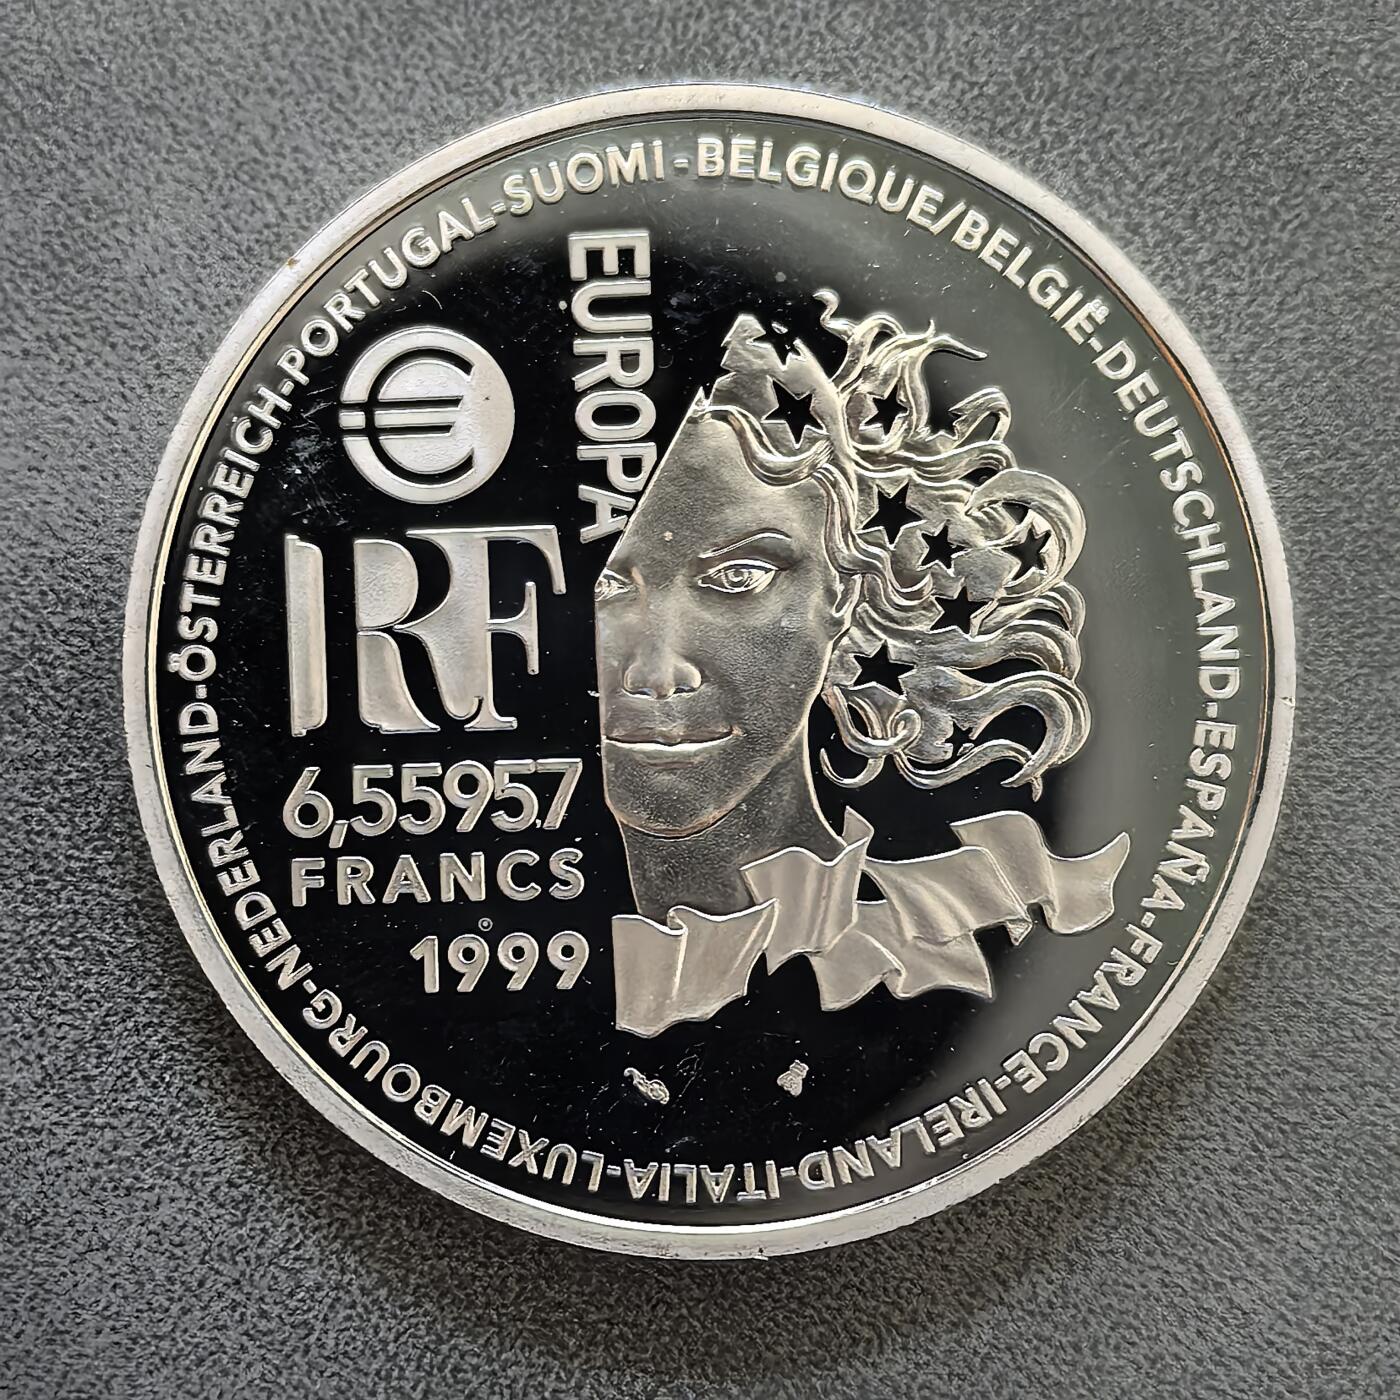 BELGIQUE/BELGIË-DEUTSCHLAND-ESPAÑA-FRANCE-IRELAND-ITALIA-LUXEMBOURG-NEDERLAND-ÖSTERREICH-PORTUGAL-SUOMI-
EUROPA
€
RF
6,55957
FRANCS
1999